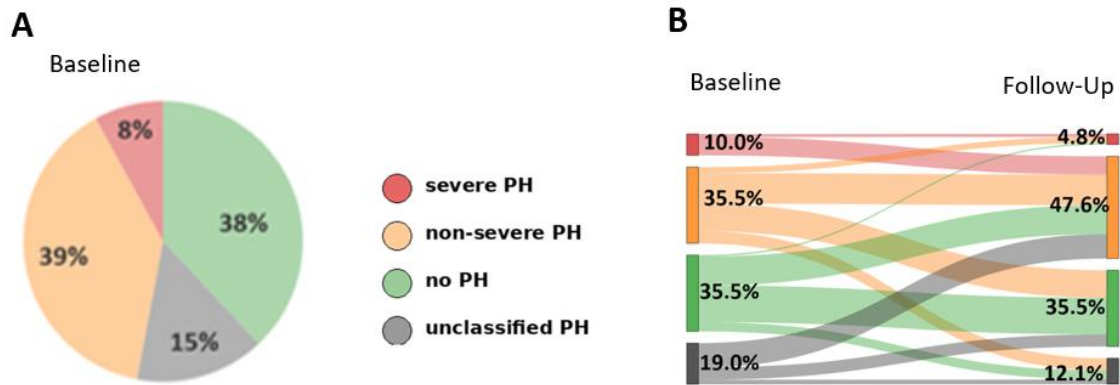 A
Baseline
8%
38%
39%
15%
severe PH
non-severe PH
no PH
unclassified PH
B
Baseline
Follow-Up
10.0%
4.8%
35.5%
47.6%
35.5%
35.5%
19.0%
12.1%